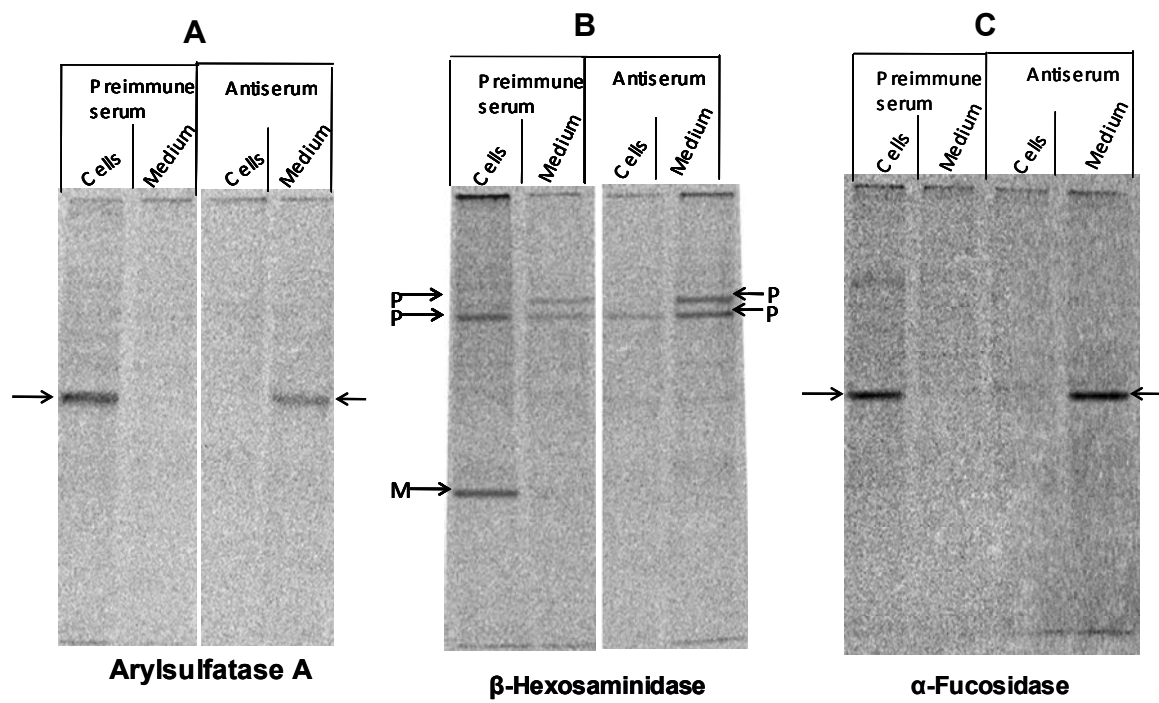 A
Preimmune
serum
Antiserum
Cells
Medium
Cells
Medium
Arylsulfatase A
B
Preimmune
serum
Antiserum
Cells
Medium
Cells
Medium
P
P
P
P
M
β-Hexosaminidase
C
Preimmune
serum
Antiserum
Cells
Medium
Cells
Medium
α-Fucosidase